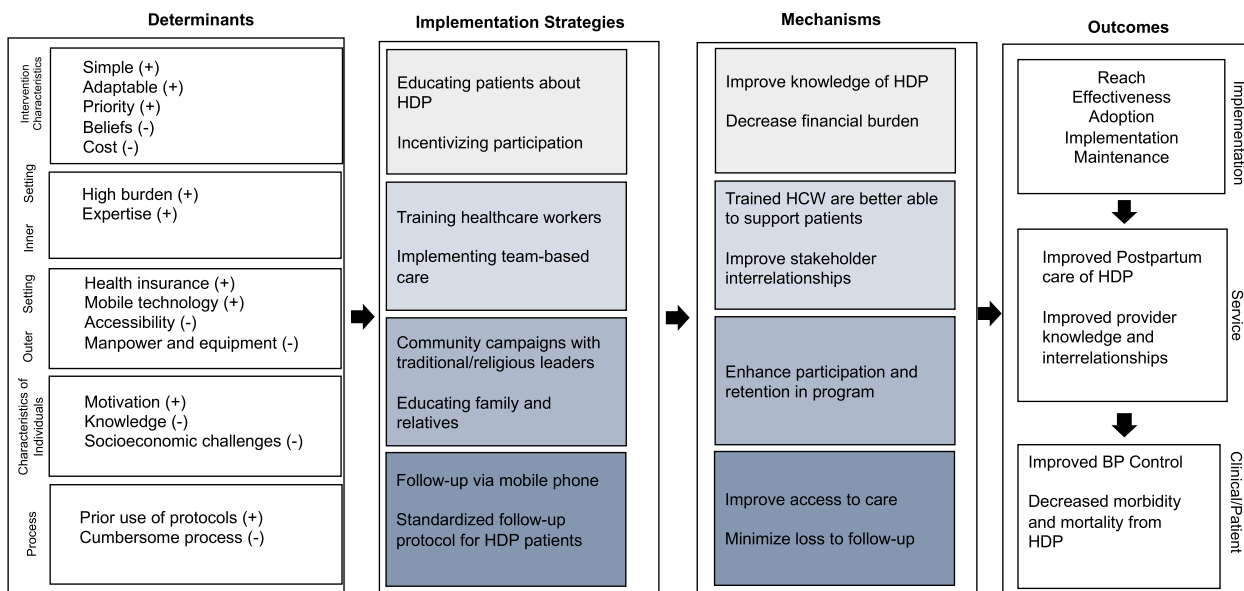 Determinants
Intervention
Characteristics
Simple (+)
Adaptable (+)
Priority (+)
Beliefs (-)
Cost (-)
Setting
Inner
High burden (+)
Expertise (+)
Setting
Outer
Health insurance (+)
Mobile technology (+)
Accessibility (-)
Manpower and equipment (-)
Characteristics of
Individuals
Motivation (+)
Knowledge (-)
Socioeconomic challenges (-)
Process
Prior use of protocols (+)
Cumbersome process (-)
Implementation Strategies
Educating patients about
HDP
Incentivizing participation
Training healthcare workers
Implementing team-based
care
Community campaigns with
traditional/religious leaders
Educating family and
relatives
Follow-up via mobile phone
Standardized follow-up
protocol for HDP patients
Mechanisms
Improve knowledge of HDP
Decrease financial burden
Trained HCW are better able
to support patients
Improve stakeholder
interrelationships
Enhance participation and
retention in program
Improve access to care
Minimize loss to follow-up
Outcomes
Reach
Effectiveness
Adoption
Implementation
Maintenance
Implementation
Improved Postpartum
care of HDP
Improved provider
knowledge and
interrelationships
Service
Improved BP Control
Decreased morbidity
and mortality from
HDP
Clinical/Patient